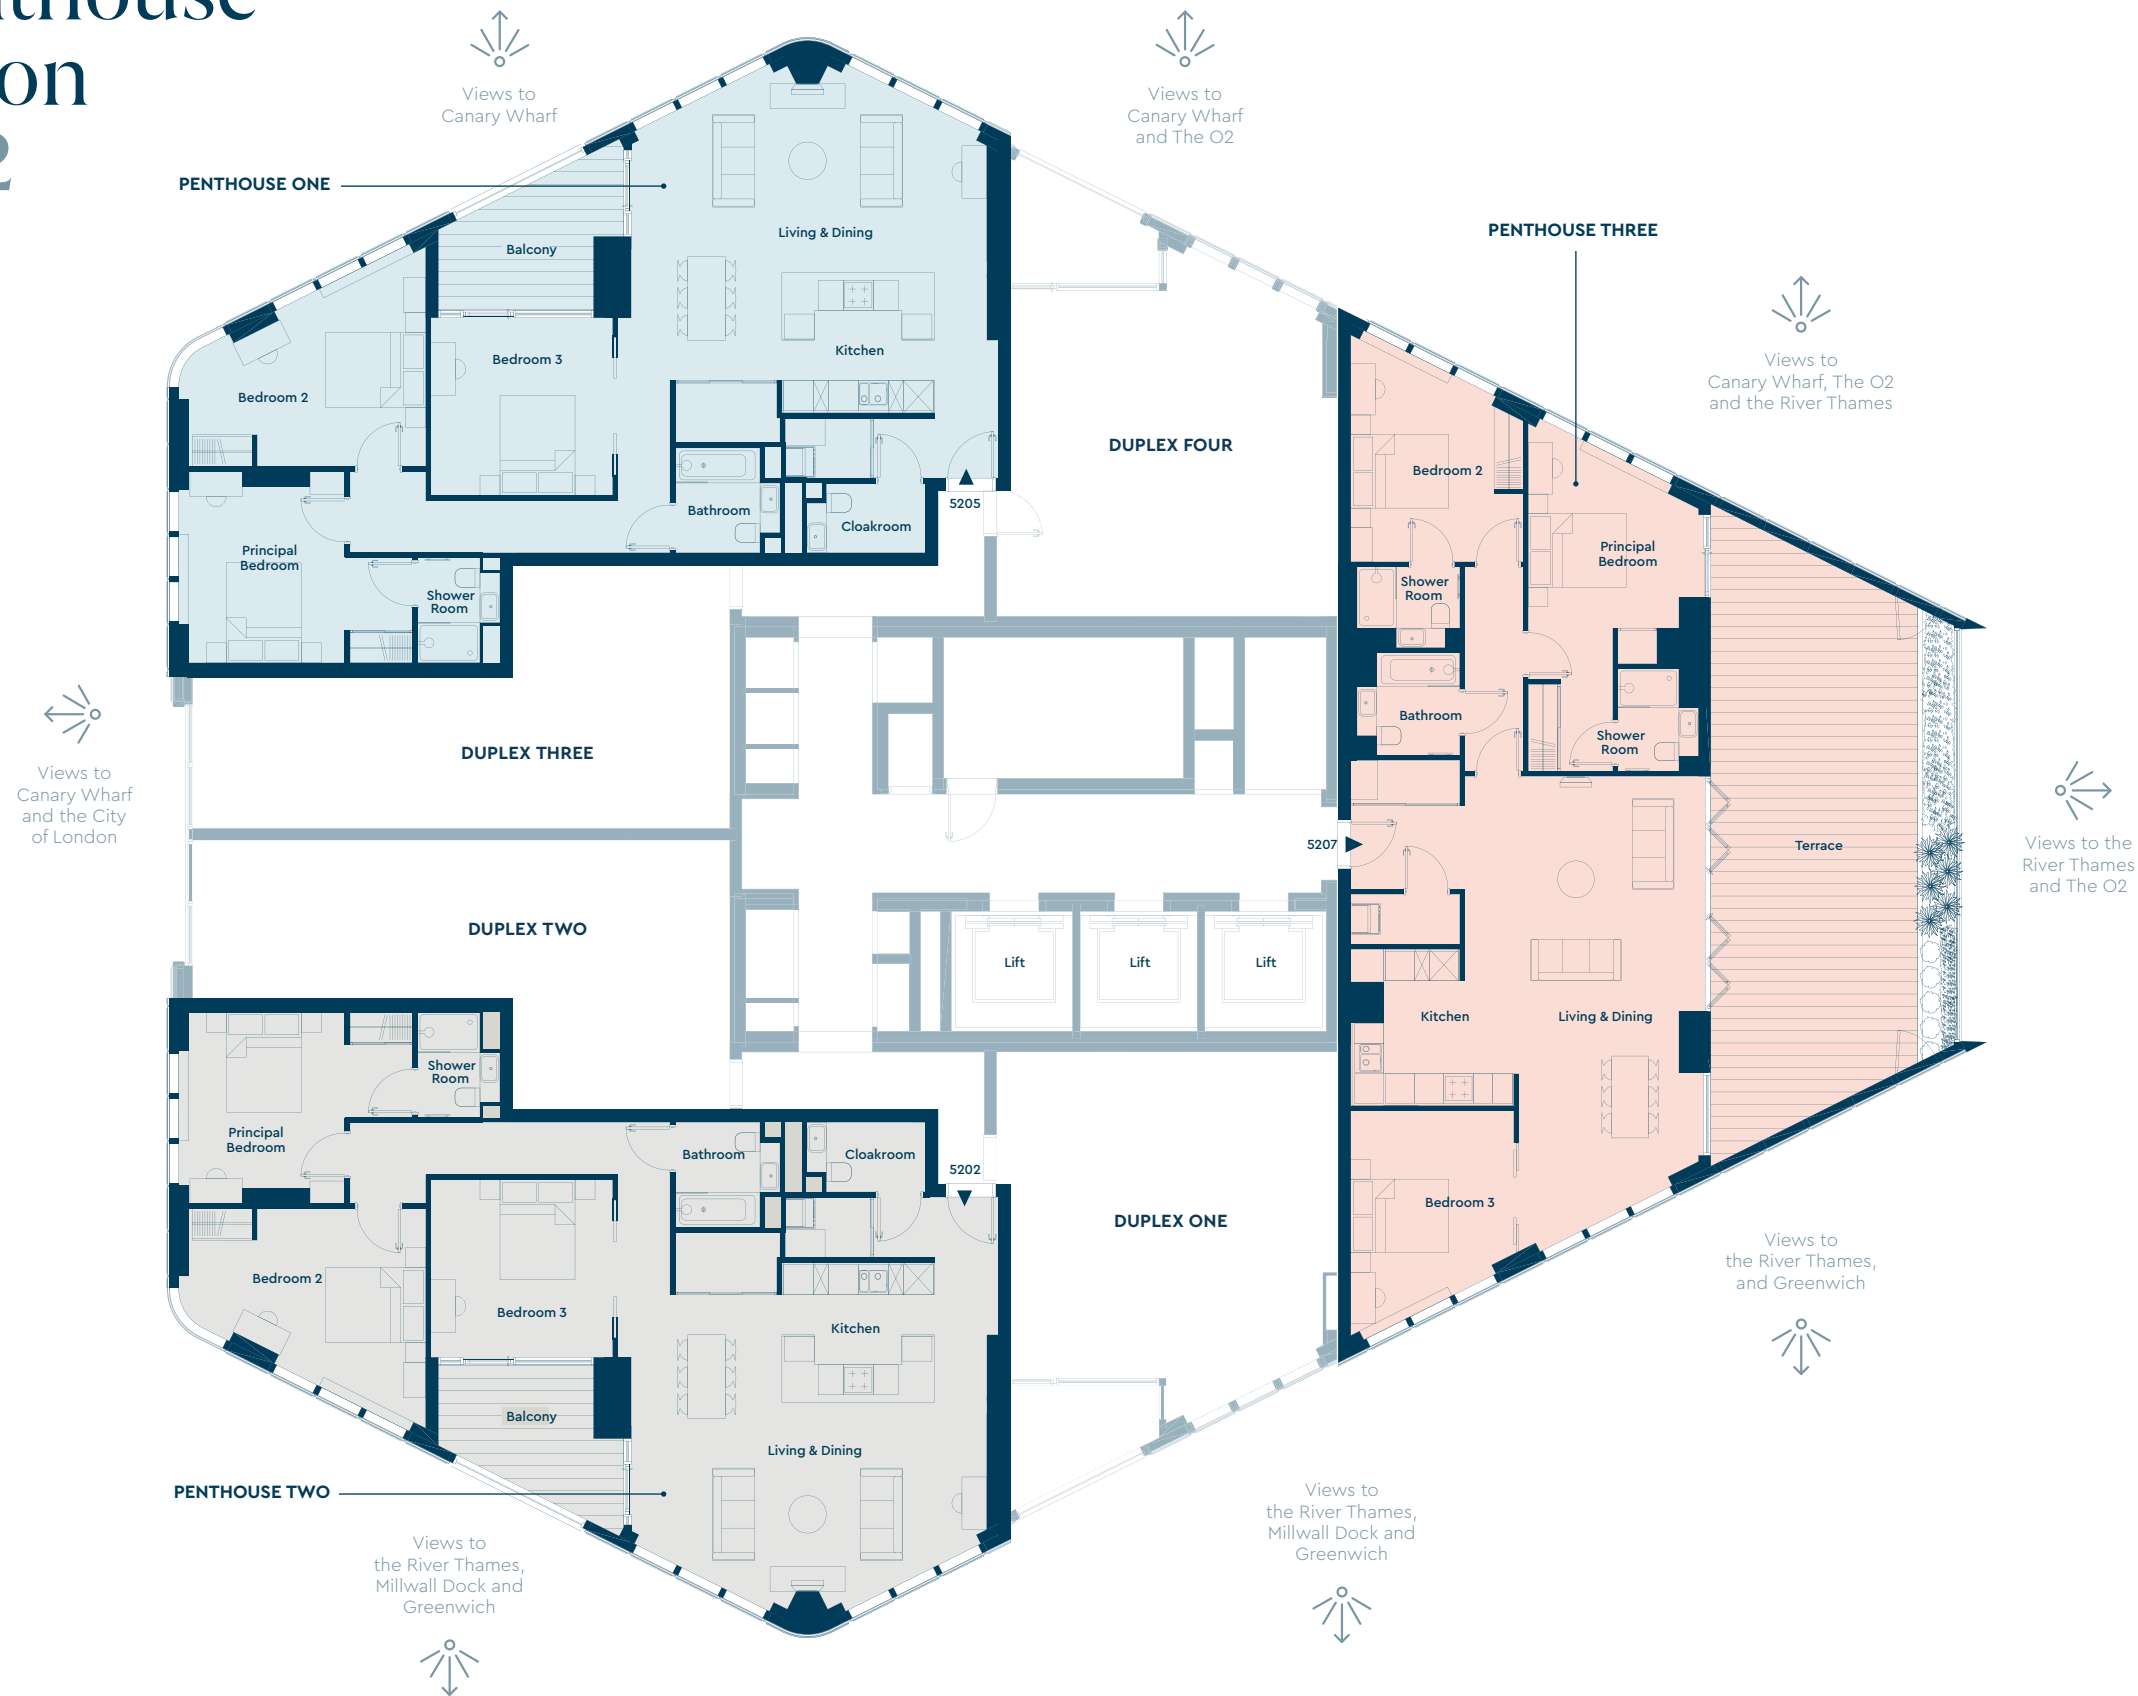 on
Views to
Canary Wharf
Views to
Canary Wharf
and The O2
PENTHOUSE ONE
Living & Dining
Balcony
Kitchen
Bedroom 3
Bedroom 2
Bathroom
Cloakroom
5205
Principal
Bedroom
Shower
Room
DUPLEX FOUR
PENTHOUSE THREE
Views to
Canary Wharf, The O2
and the River Thames
Bedroom 2
Principal
Bedroom
Shower
Room
Bathroom
Shower
Room
5207
Terrace
Kitchen
Living & Dining
Bedroom 3
Views to the
River Thames
and The O2
Views to
the River Thames,
and Greenwich
Views to
Canary Wharf
and the City
of London
DUPLEX THREE
DUPLEX TWO
Lift
Lift
Lift
Shower
Room
Principal
Bedroom
Bathroom
Cloakroom
5202
DUPLEX ONE
Bedroom 2
Bedroom 3
Kitchen
Balcony
Living & Dining
PENTHOUSE TWO
Views to
the River Thames,
Millwall Dock and
Greenwich
Views to
the River Thames,
Millwall Dock and
Greenwich